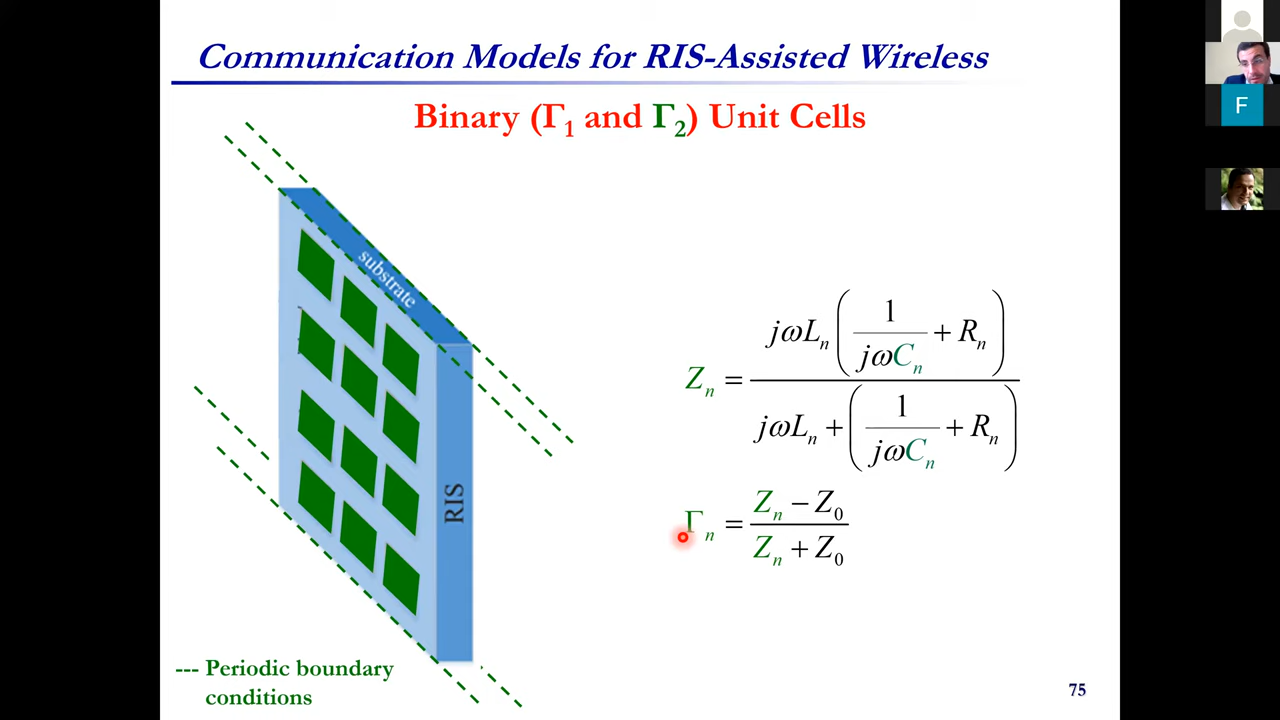 Communication Models for RIS-Assisted Wireless
Binary (Γ₁ and Γ₂) Unit Cells
substrate
RIS
Zₙ = jωLₙ (1/(jωCₙ) + Rₙ) / (jωLₙ + (1/(jωCₙ) + Rₙ))
Γₙ = (Zₙ − Z₀) / (Zₙ + Z₀)
--- Periodic boundary
conditions
75
F